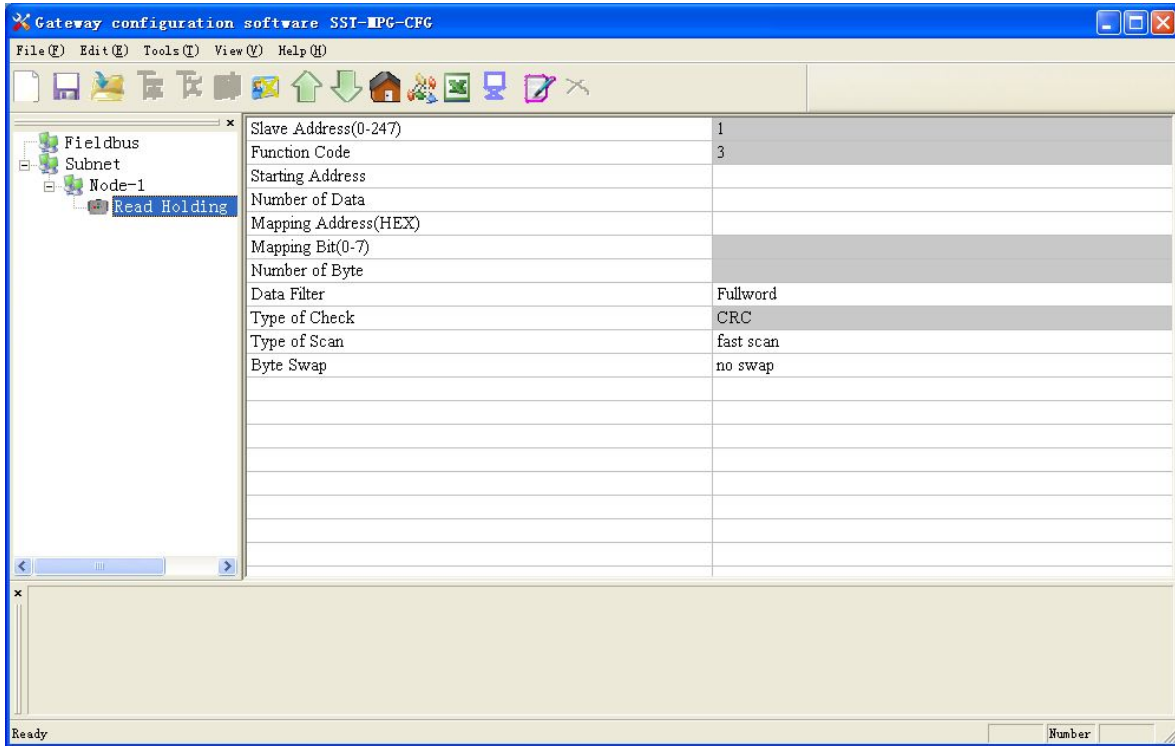 Gateway configuration software SST-MPG-CFG
File(F) Edit(E) Tools(T) View(V) Help(H)
Fieldbus
Subnet
Node-1
Read Holding
Slave Address(0-247) 1
Function Code 3
Starting Address
Number of Data
Mapping Address(HEX)
Mapping Bit(0-7)
Number of Byte
Data Filter Fullword
Type of Check CRC
Type of Scan fast scan
Byte Swap no swap
Ready Number